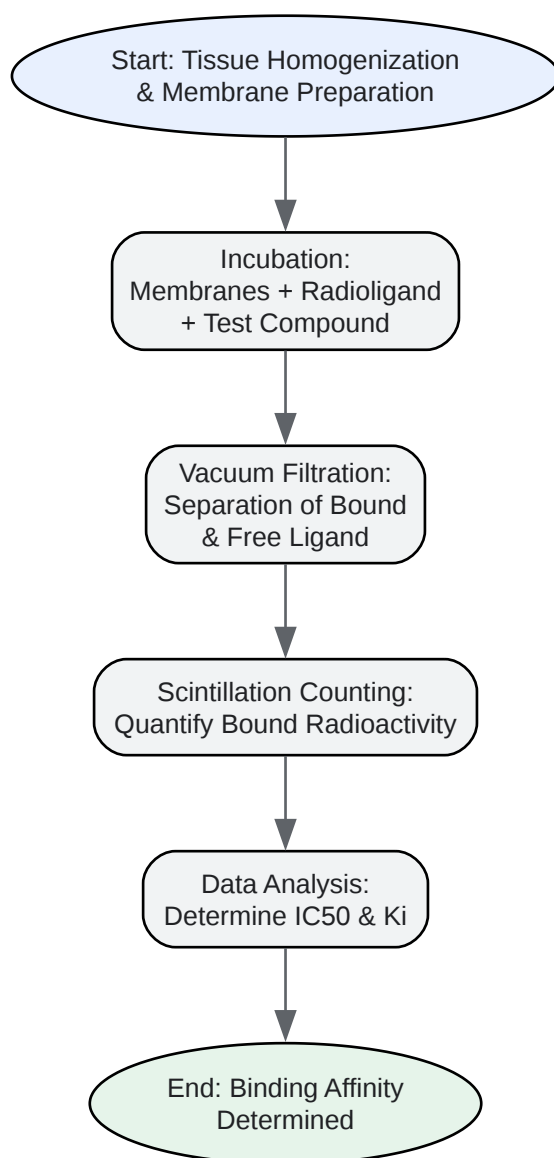 Start: Tissue Homogenization
& Membrane Preparation
Incubation:
Membranes + Radioligand
+ Test Compound
Vacuum Filtration:
Separation of Bound
& Free Ligand
Scintillation Counting:
Quantify Bound Radioactivity
Data Analysis:
Determine IC50 & Ki
End: Binding Affinity
Determined